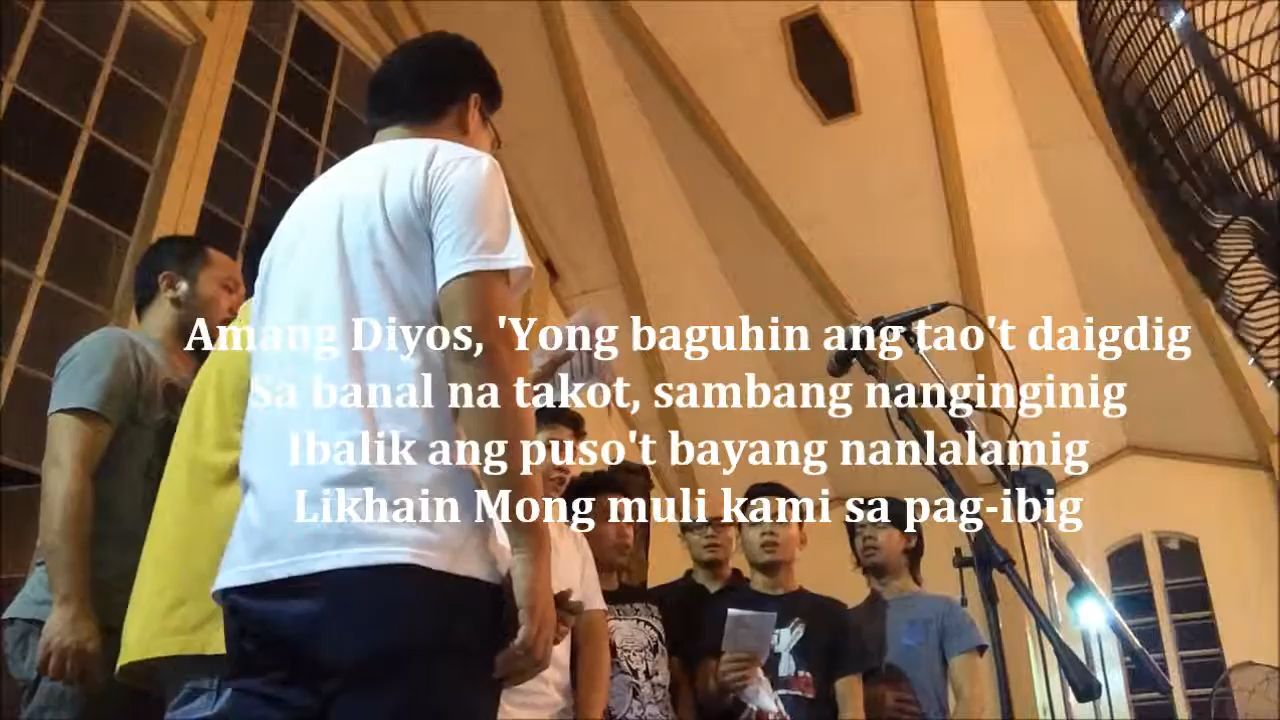 Amang Diyos, 'Yong baguhin ang tao't daigdig
Sa banal na takot, sambang nanginginig
Ibalik ang puso't bayang nanlalamig
Likhain Mong muli kami sa pag-ibig